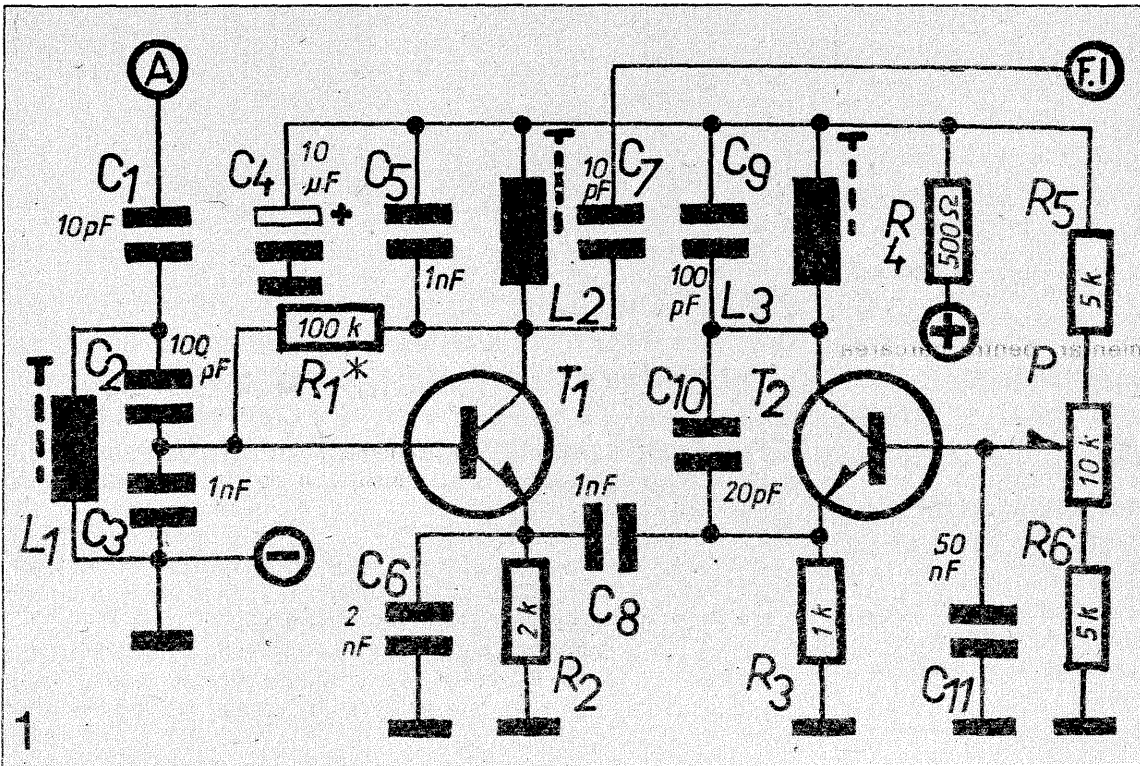 A
F.I
C1
10pF
C4
10 µF
+
C5
1nF
10 pF
C7
C9
100 pF
R4
500Ω
+
R5
5k
L2
L3
100 pF
C2
100 k
R1*
T1
C10
T2
P
10k
1nF
C3
L1
-
1nF
C8
20pF
50 nF
R6
5k
C6
2 nF
2k
R2
1k
R3
C11
1